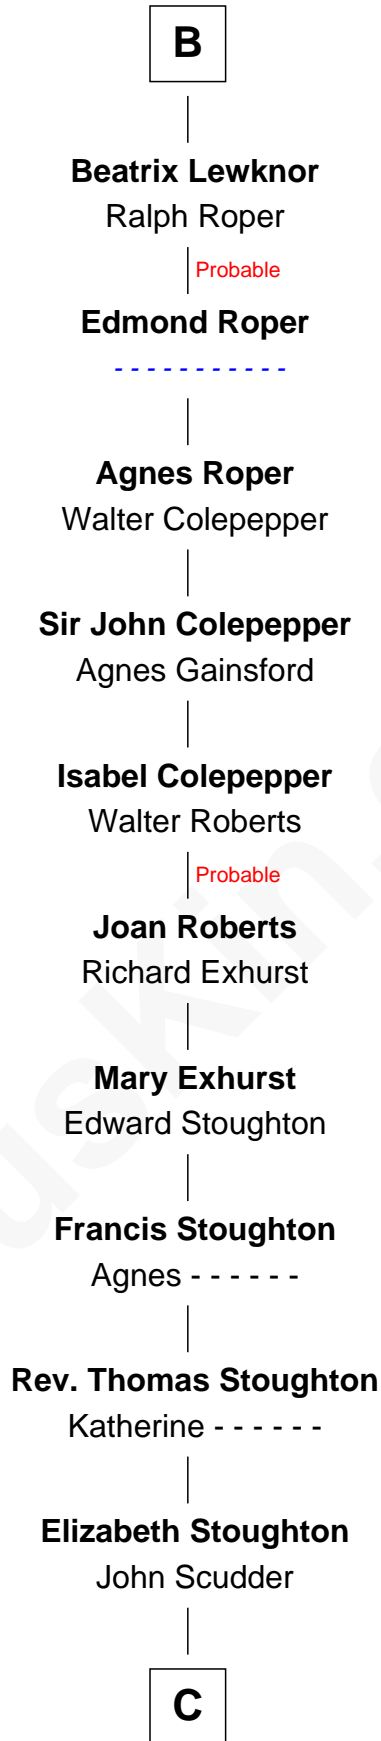 B
Beatrix Lewknor
Ralph Roper
Probable
Edmond Roper
- - - - - - - - - - -
Agnes Roper
Walter Colepepper
Sir John Colepepper
Agnes Gainsford
Isabel Colepepper
Walter Roberts
Probable
Joan Roberts
Richard Exhurst
Mary Exhurst
Edward Stoughton
Francis Stoughton
Agnes - - - - - -
Rev. Thomas Stoughton
Katherine - - - - - -
Elizabeth Stoughton
John Scudder
C